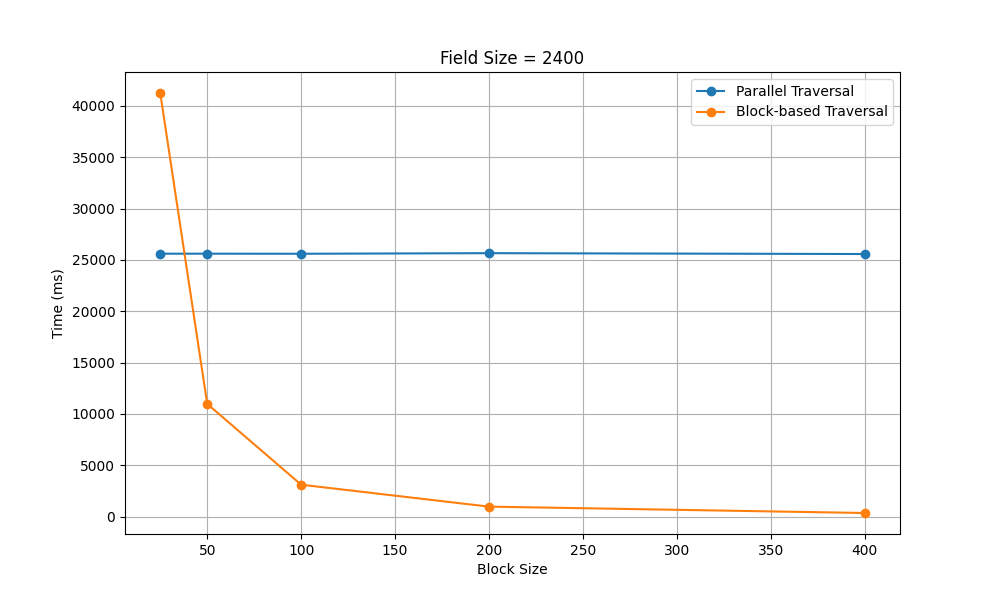 Field Size = 2400
Parallel Traversal
Block-based Traversal
Time (ms)
40000
35000
30000
25000
20000
15000
10000
5000
0
50 100 150 200 250 300 350 400
Block Size